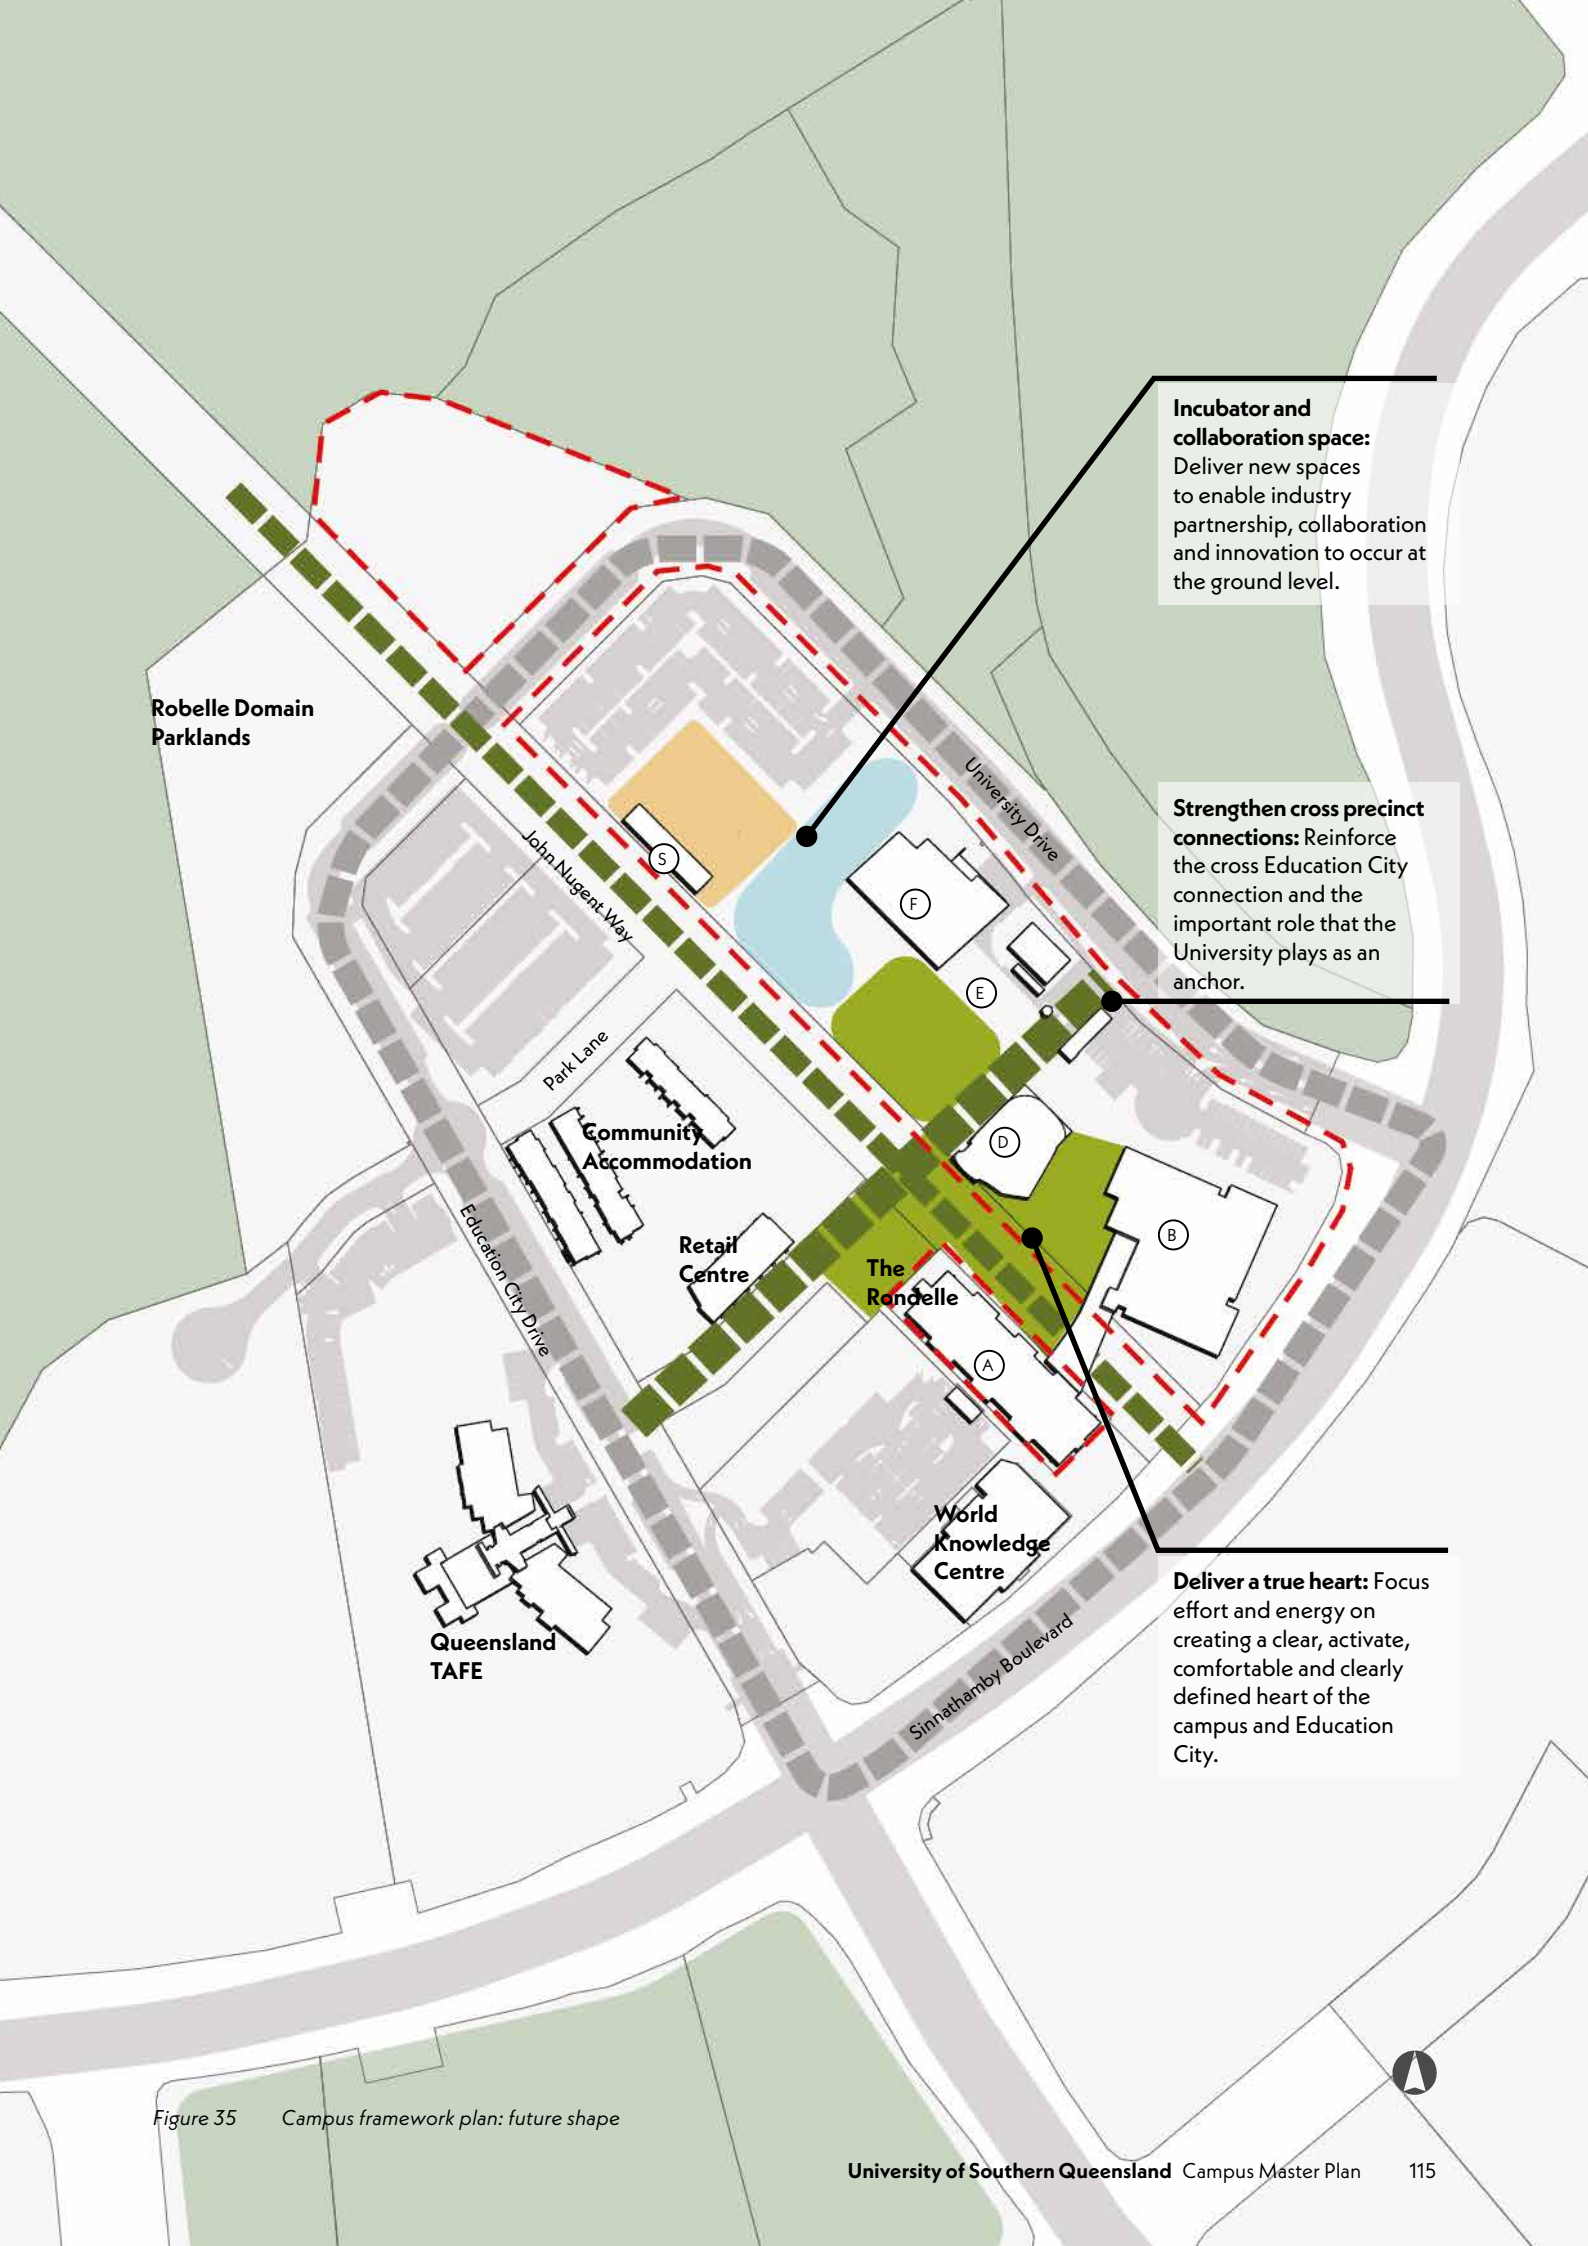 Incubator and
collaboration space:
Deliver new spaces
to enable industry
partnership, collaboration
and innovation to occur at
the ground level.
Robelle Domain
Parklands
University Drive
Strengthen cross precinct
connections: Reinforce
the cross Education City
connection and the
important role that the
University plays as an
anchor.
John Nugent Way
S
F
E
Park Lane
Community
Accommodation
D
B
Education City Drive
Retail
Centre
The
Rondelle
A
World
Knowledge
Centre
Queensland
TAFE
Sinnathamby Boulevard
Deliver a true heart: Focus
effort and energy on
creating a clear, activate,
comfortable and clearly
defined heart of the
campus and Education
City.
Figure 35 Campus framework plan: future shape
University of Southern Queensland Campus Master Plan 115